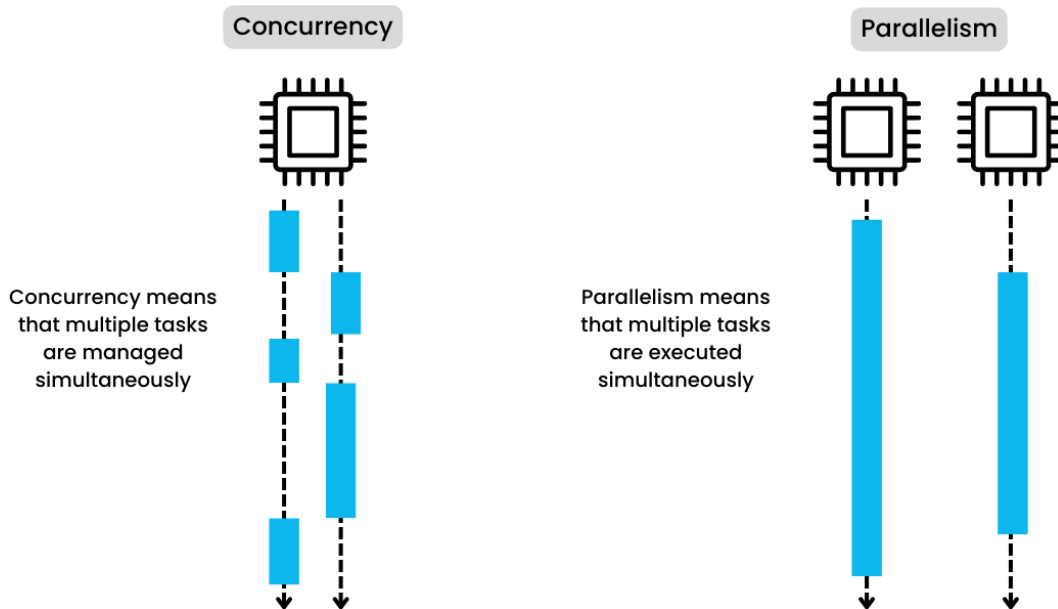 Concurrency
Parallelism
Concurrency means
that multiple tasks
are managed
simultaneously
Parallelism means
that multiple tasks
are executed
simultaneously